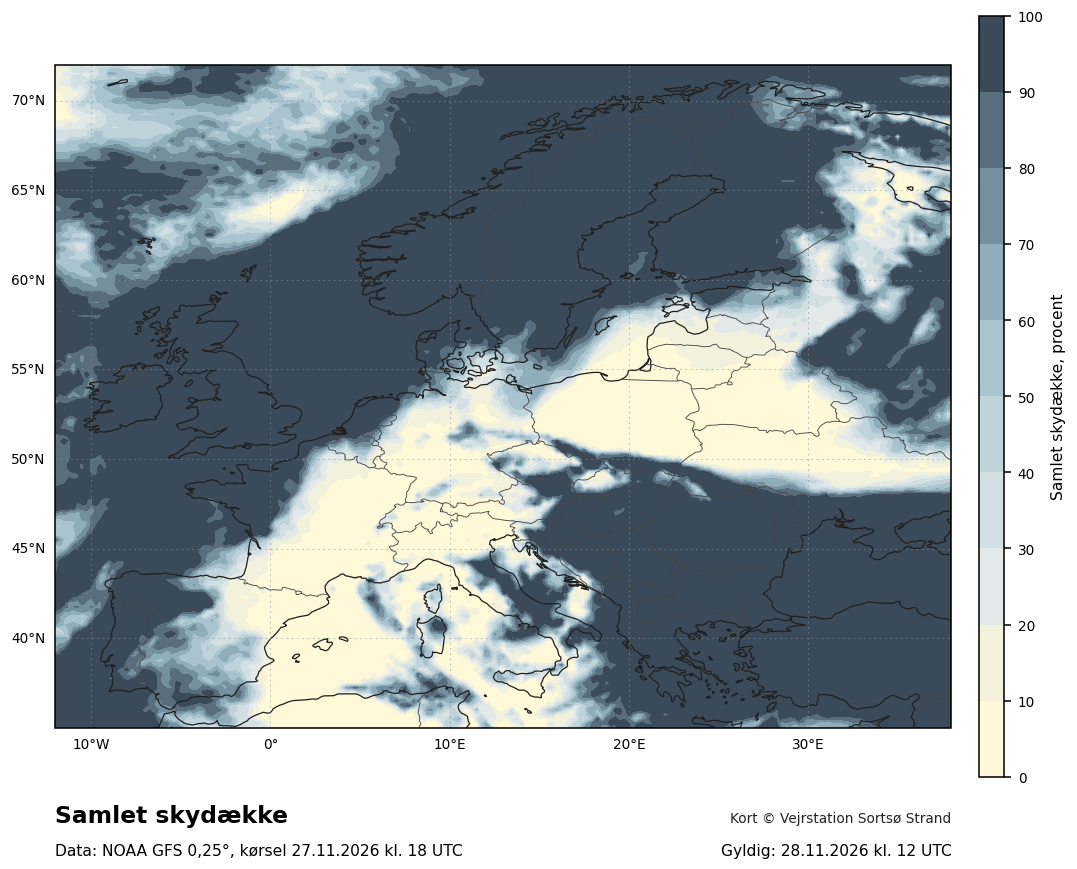 70°N
65°N
60°N
55°N
50°N
45°N
40°N
10°W 0° 10°E 20°E 30°E
100
90
80
70
60
50
40
30
20
10
0
Samlet skydække, procent
Samlet skydække
Kort © Vejrstation Sortsø Strand
Data: NOAA GFS 0,25°, kørsel 27.11.2026 kl. 18 UTC
Gyldig: 28.11.2026 kl. 12 UTC